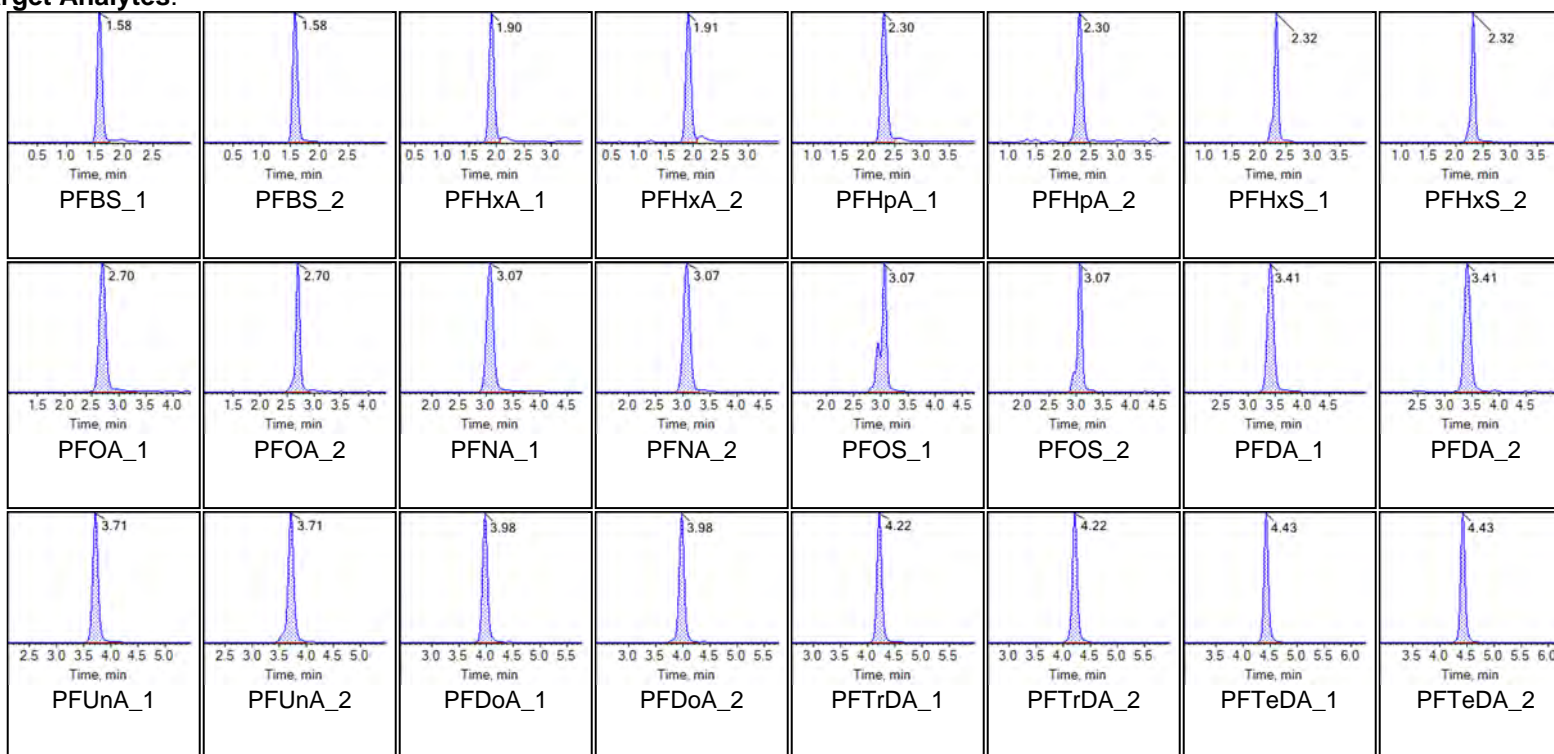 rget Analytes:
1.58 1.58 1.90 1.91 2.30 2.30 2.32 2.32
0.5 1.0 1.5 2.0 2.5 0.5 1.0 1.5 2.0 2.5 0.5 1.0 1.5 2.0 2.5 3.0 0.5 1.0 1.5 2.0 2.5 3.0 1.0 1.5 2.0 2.5 3.0 3.5 1.0 1.5 2.0 2.5 3.0 3.5 1.0 1.5 2.0 2.5 3.0 3.5 1.0 1.5 2.0 2.5 3.0 3.5
Time, min Time, min Time, min Time, min Time, min Time, min Time, min Time, min
PFBS_1 PFBS_2 PFHxA_1 PFHxA_2 PFHpA_1 PFHpA_2 PFHxS_1 PFHxS_2
2.70 2.70 3.07 3.07 3.07 3.07 3.41 3.41
1.5 2.0 2.5 3.0 3.5 4.0 1.5 2.0 2.5 3.0 3.5 4.0 2.0 2.5 3.0 3.5 4.0 4.5 2.0 2.5 3.0 3.5 4.0 4.5 2.0 2.5 3.0 3.5 4.0 4.5 2.0 2.5 3.0 3.5 4.0 4.5 2.5 3.0 3.5 4.0 4.5 2.5 3.0 3.5 4.0 4.5
Time, min Time, min Time, min Time, min Time, min Time, min Time, min Time, min
PFOA_1 PFOA_2 PFNA_1 PFNA_2 PFOS_1 PFOS_2 PFDA_1 PFDA_2
3.71 3.71 3.98 3.98 4.22 4.22 4.43 4.43
2.5 3.0 3.5 4.0 4.5 5.0 2.5 3.0 3.5 4.0 4.5 5.0 3.0 3.5 4.0 4.5 5.0 5.5 3.0 3.5 4.0 4.5 5.0 5.5 3.0 3.5 4.0 4.5 5.0 5.5 3.0 3.5 4.0 4.5 5.0 5.5 3.5 4.0 4.5 5.0 5.5 6.0 3.5 4.0 4.5 5.0 5.5 6.0
Time, min Time, min Time, min Time, min Time, min Time, min Time, min Time, min
PFUnA_1 PFUnA_2 PFDoA_1 PFDoA_2 PFTrDA_1 PFTrDA_2 PFTeDA_1 PFTeDA_2